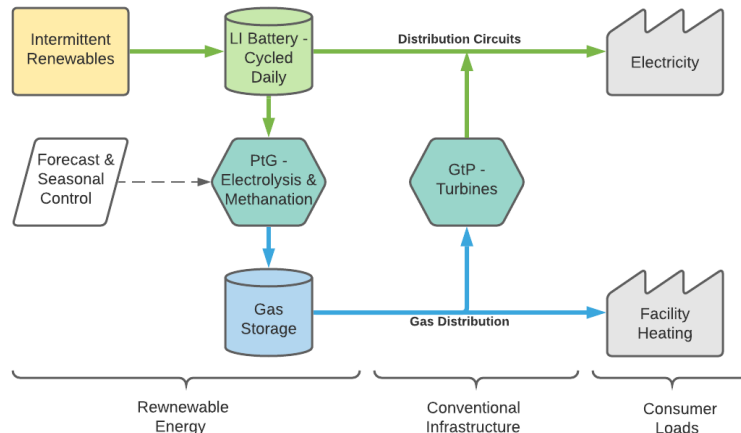 Intermittent
Renewables
LI Battery -
Cycled
Daily
Distribution Circuits
Electricity
Forecast &
Seasonal
Control
PtG -
Electrolysis &
Methanation
GtP -
Turbines
Gas
Storage
Gas Distribution
Facility
Heating
Rewnewable
Energy
Conventional
Infrastructure
Consumer
Loads